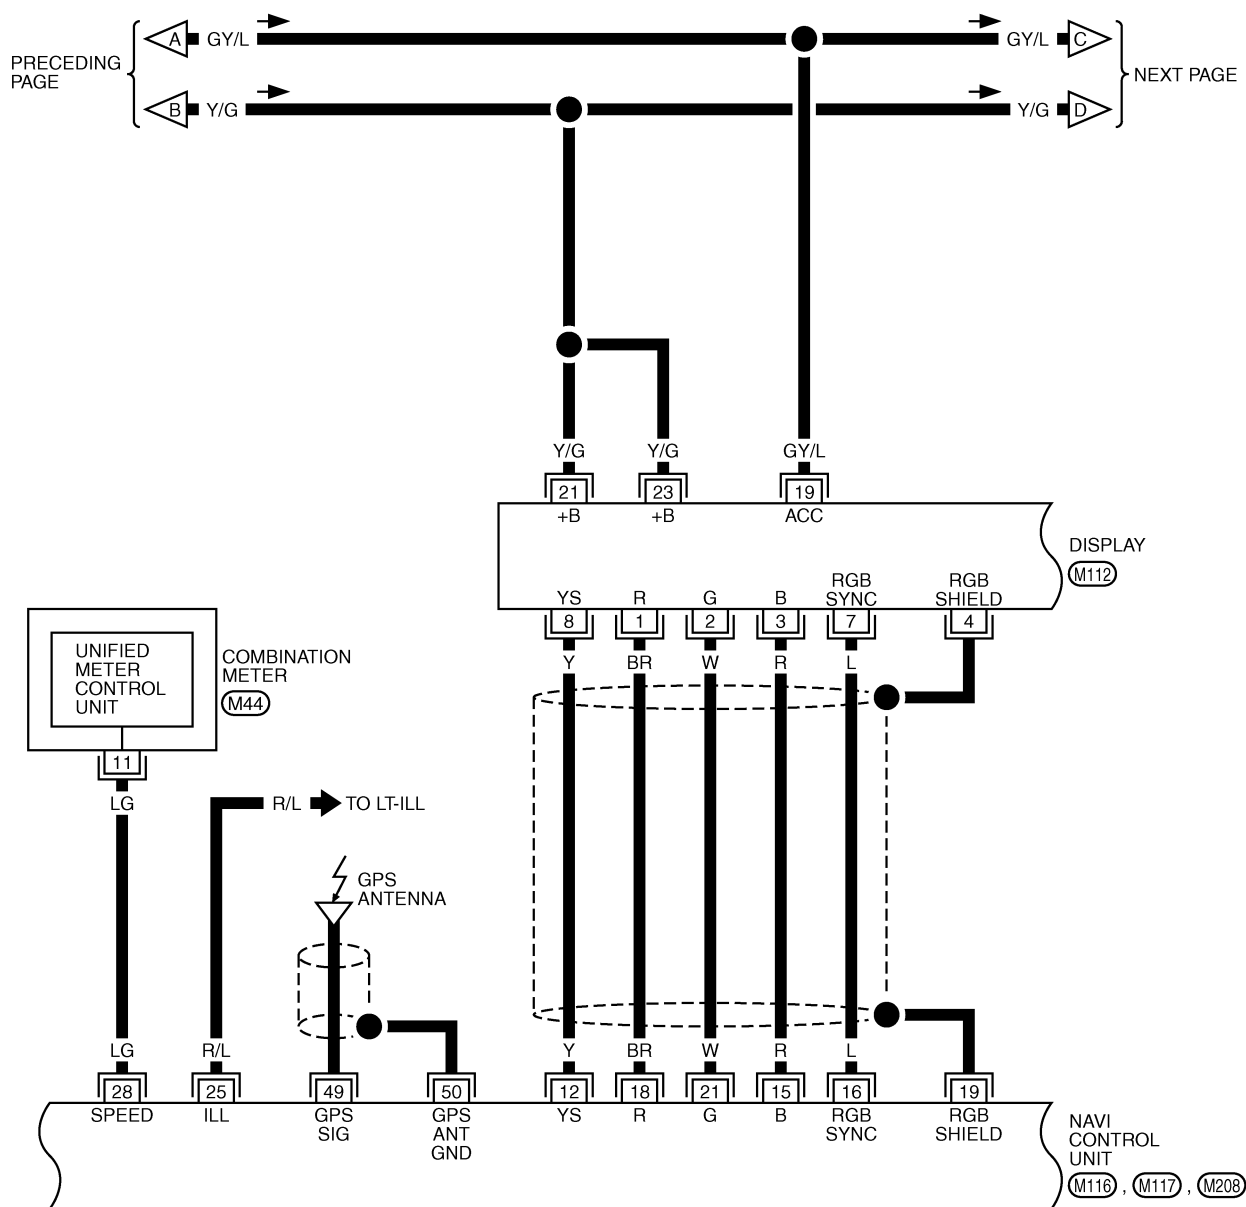 A GY/L GY/L C
PRECEDING
PAGE
NEXT PAGE
B Y/G Y/G D
Y/G Y/G GY/L
21 23 19
+B +B ACC
DISPLAY
M112
RGB RGB
YS R G B SYNC SHIELD
8 1 2 3 7 4
Y BR W R L
UNIFIED
METER
CONTROL
UNIT
COMBINATION
METER
M44
11
LG
R/L TO LT-ILL
GPS
ANTENNA
LG R/L Y BR W R L
28 25 49 50 12 18 21 15 16 19
SPEED ILL GPS GPS YS R G B RGB RGB
SIG ANT SYNC SHIELD
GND
NAVI
CONTROL
UNIT
M116 , M117 , M208